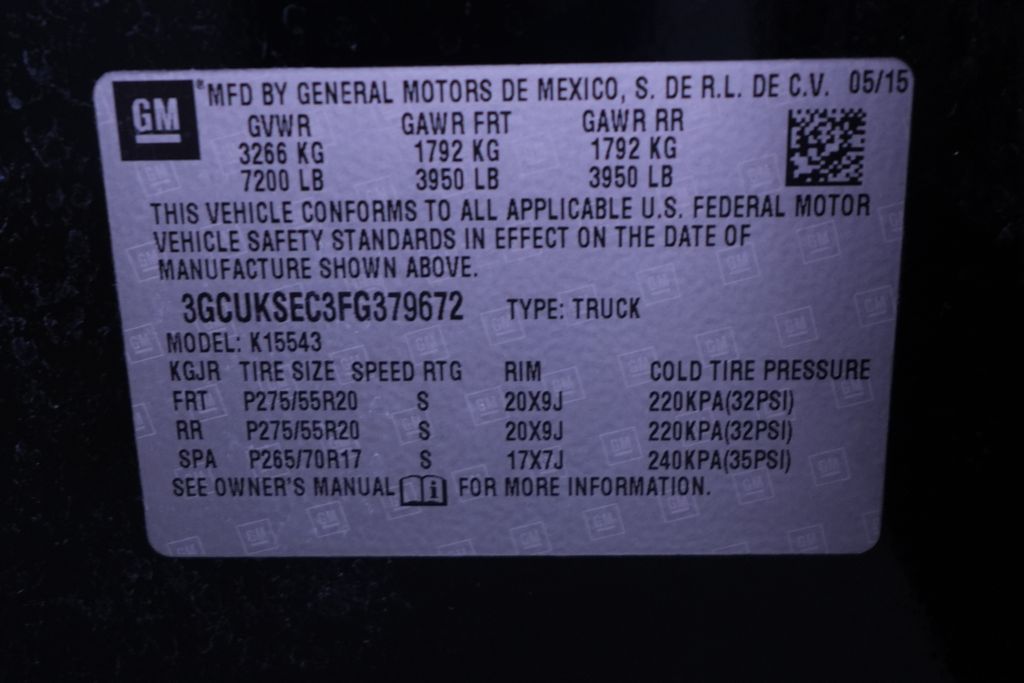 GM ® MFD BY GENERAL MOTORS DE MEXICO, S. DE R.L. DE C.V. 05/15
GVWR GAWR FRT GAWR RR
3266 KG 1792 KG 1792 KG
7200 LB 3950 LB 3950 LB
THIS VEHICLE CONFORMS TO ALL APPLICABLE U.S. FEDERAL MOTOR
VEHICLE SAFETY STANDARDS IN EFFECT ON THE DATE OF
MANUFACTURE SHOWN ABOVE.
3GCUKSEC3FG379672 TYPE: TRUCK
MODEL: K15543
KGJR TIRE SIZE SPEED RTG RIM COLD TIRE PRESSURE
FRT P275/55R20 S 20X9J 220KPA(32PSI)
RR P275/55R20 S 20X9J 220KPA(32PSI)
SPA P265/70R17 S 17X7J 240KPA(35PSI)
SEE OWNER'S MANUAL i FOR MORE INFORMATION.